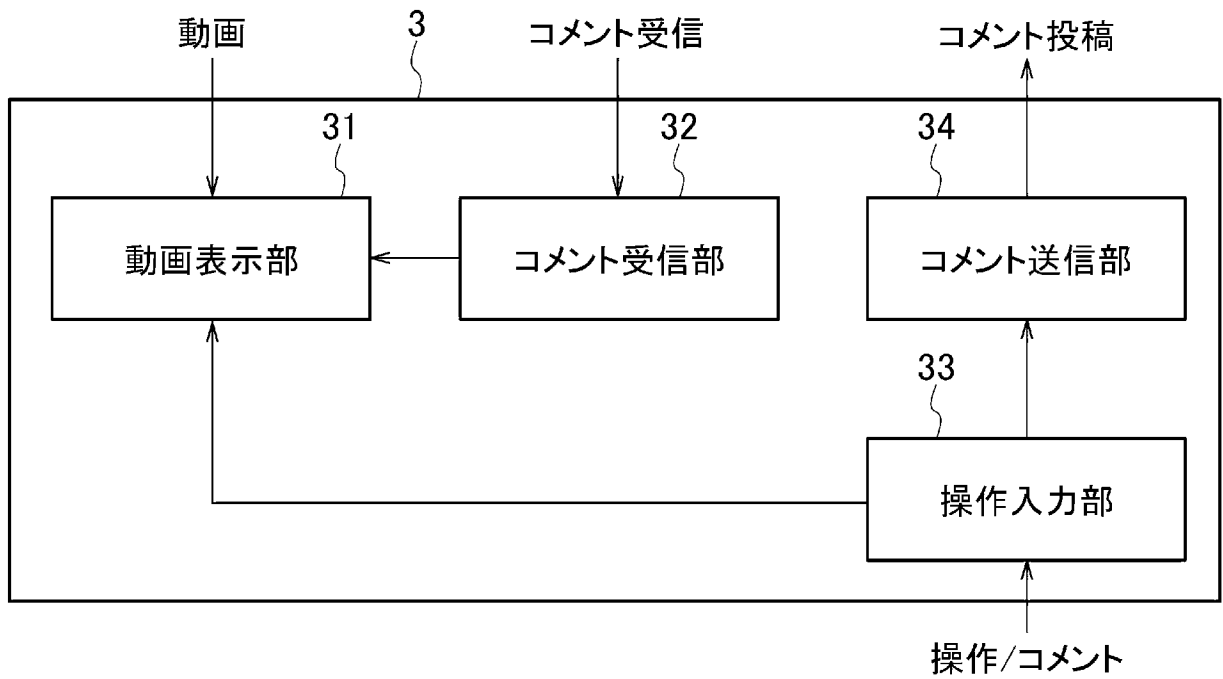 動画
3
コメント受信
コメント投稿
31
32
34
動画表示部
コメント受信部
コメント送信部
33
操作入力部
操作/コメント